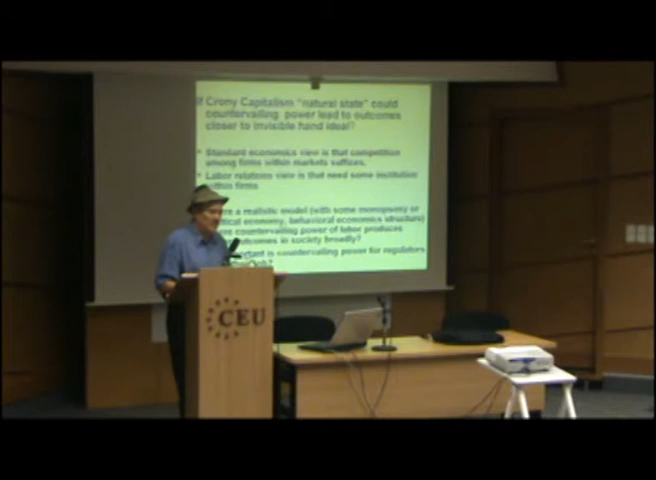 If Crony Capitalism "natural state" could
countervailing power lead to outcomes
closer to invisible hand ideal?
• Standard economics view is that competition
among firms within markets suffices.
• Labor relations view is that need some institution
within firms
a realistic model (with some monopsony or
economy, behavioral economics structure)
countervailing power of labor produces
outcomes in society broadly?
is countervailing power for regulators
CEU